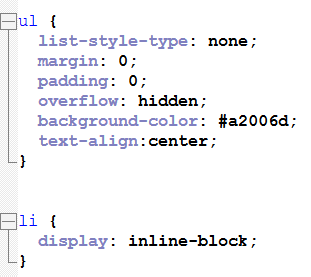 ul {
list-style-type: none;
margin: 0;
padding: 0;
overflow: hidden;
background-color: #a2006d;
text-align:center;
}
li {
display: inline-block;
}